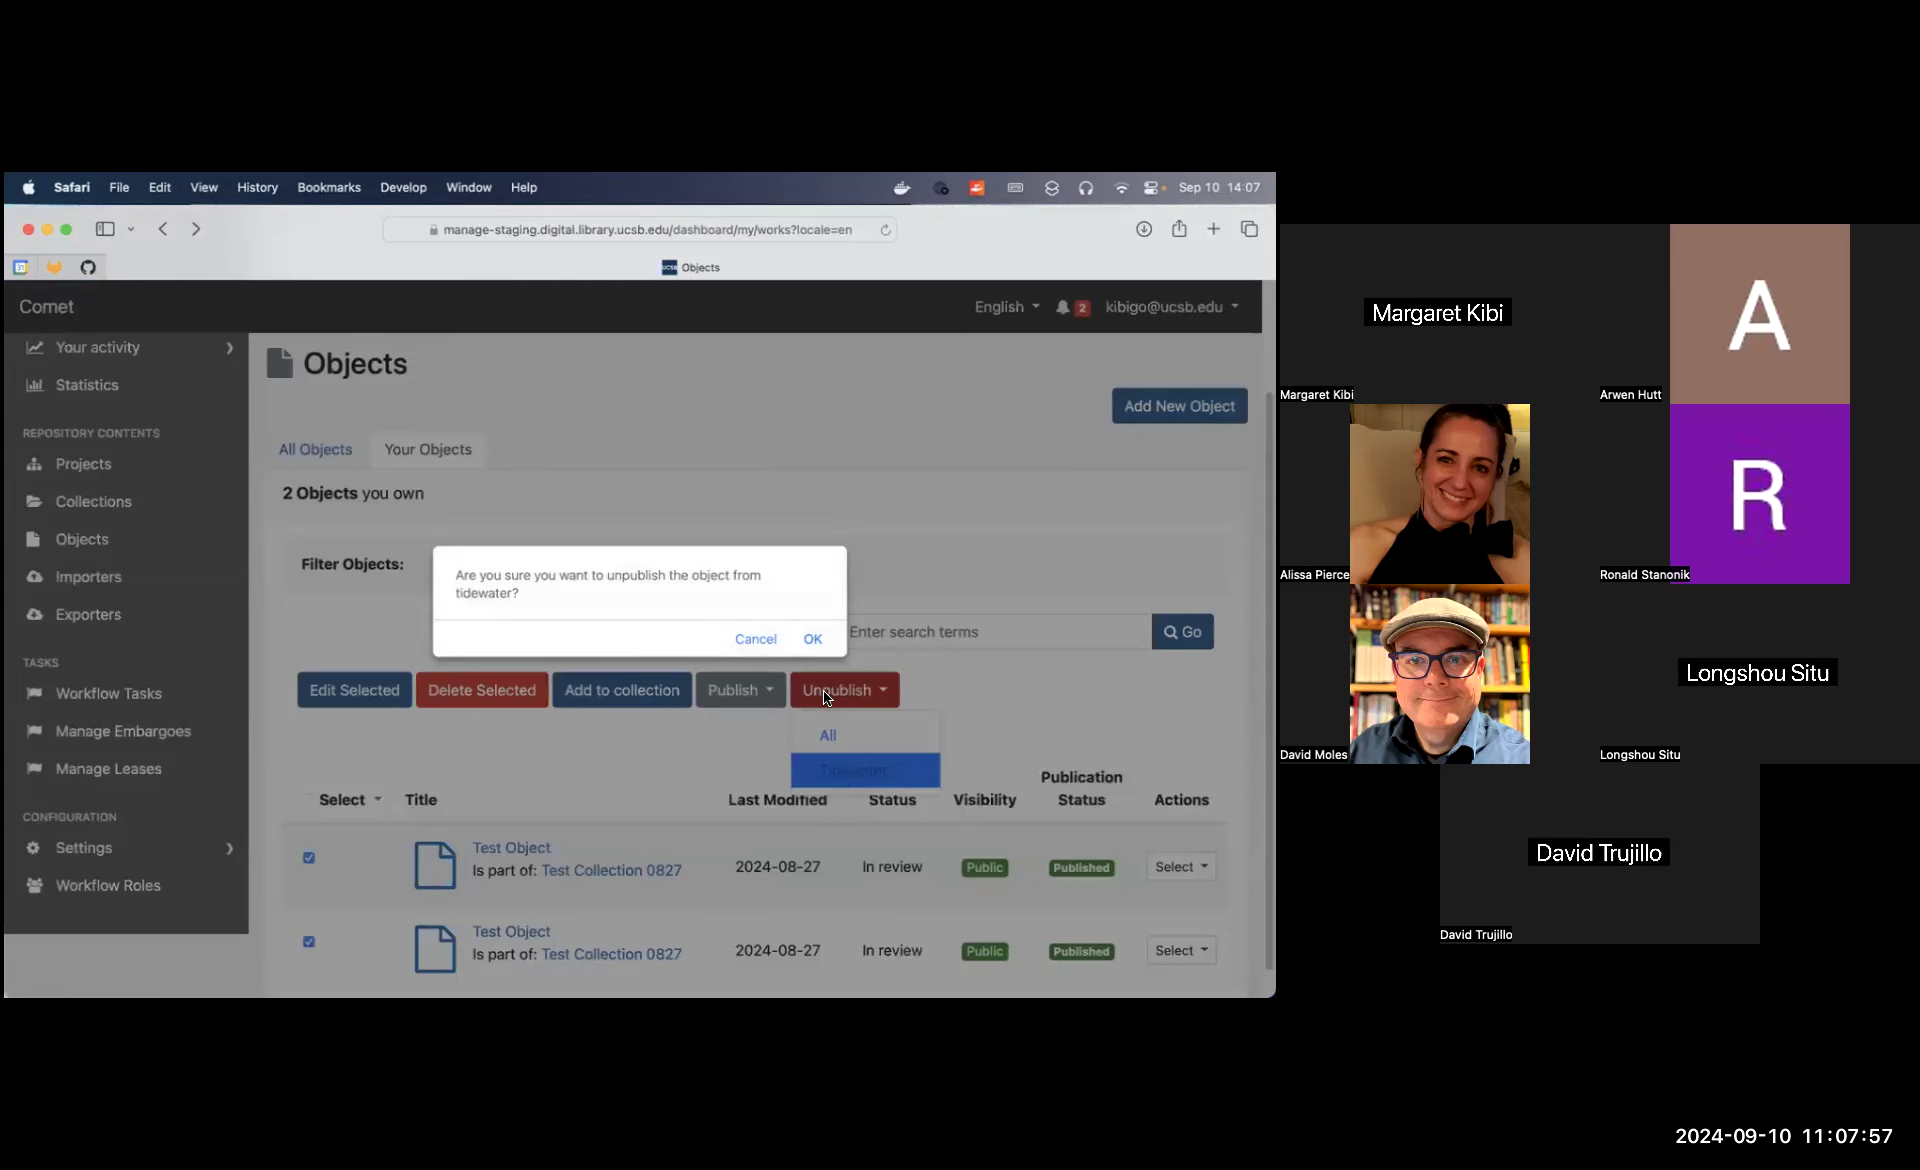 Safari File Edit View History Bookmarks Develop Window Help Sep 10 14:07
manage-staging.digital.library.ucsb.edu/dashboard/my/works?locale=en
Objects
Comet English 2 kibigo@ucsb.edu
Your activity
Statistics
REPOSITORY CONTENTS
Projects
Collections
Objects
Importers
Exporters
TASKS
Workflow Tasks
Manage Embargoes
Manage Leases
CONFIGURATION
Settings
Workflow Roles
Objects
Add New Object
All Objects Your Objects
2 Objects you own
Filter Objects:
Are you sure you want to unpublish the object from
tidewater?
Cancel OK
Enter search terms Go
Edit Selected Delete Selected Add to collection Publish Unpublish
All
Tidewater
Select Title Last Modified Status Visibility Publication Status Actions
Test Object
Is part of: Test Collection 0827 2024-08-27 In review Public Published Select
Test Object
Is part of: Test Collection 0827 2024-08-27 In review Public Published Select
Margaret Kibi
Margaret Kibi
A
Arwen Hutt
Alissa Pierce
R
Ronald Stanonik
David Moles
Longshou Situ
Longshou Situ
David Trujillo
David Trujillo
2024-09-10 11:07:57